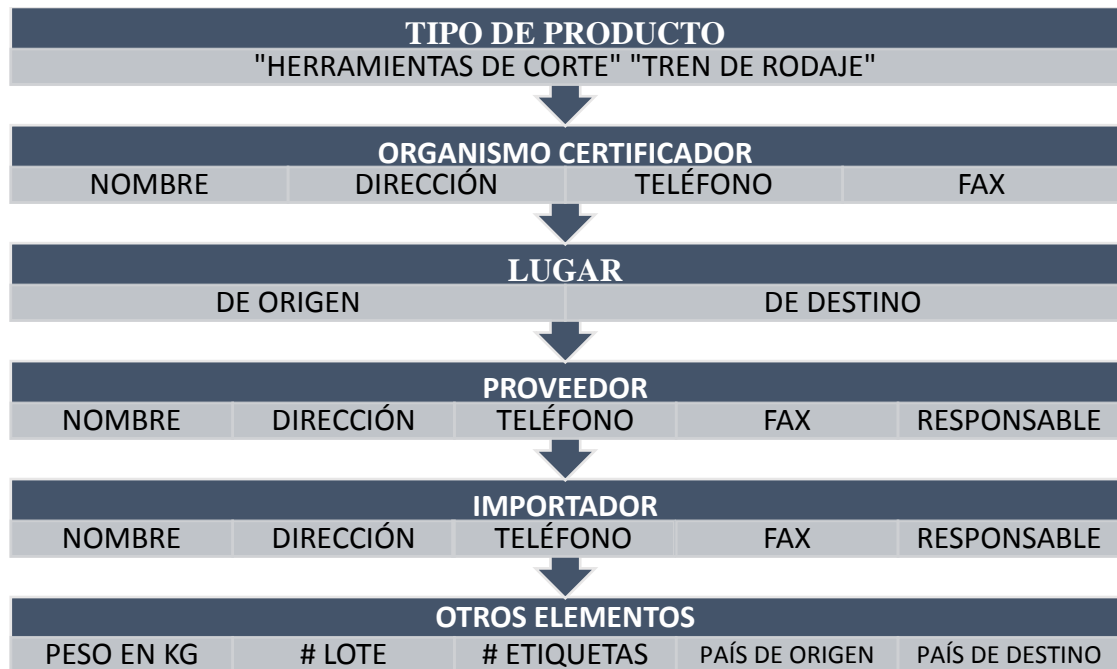 TIPO DE PRODUCTO
"HERRAMIENTAS DE CORTE" "TREN DE RODAJE"
ORGANISMO CERTIFICADOR
NOMBRE DIRECCIÓN TELÉFONO FAX
LUGAR
DE ORIGEN DE DESTINO
PROVEEDOR
NOMBRE DIRECCIÓN TELÉFONO FAX RESPONSABLE
IMPORTADOR
NOMBRE DIRECCIÓN TELÉFONO FAX RESPONSABLE
OTROS ELEMENTOS
PESO EN KG # LOTE # ETIQUETAS PAÍS DE ORIGEN PAÍS DE DESTINO